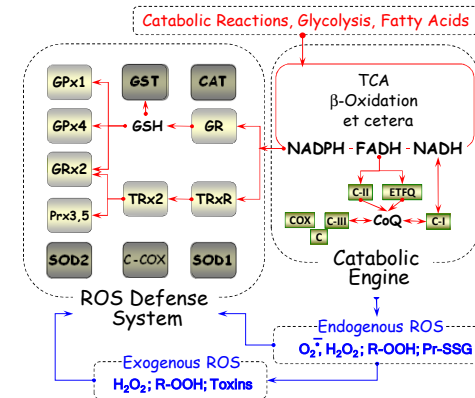 Catabolic Reactions, Glycolysis, Fatty Acids
GPx1
GST
CAT
TCA
β-Oxidation
et cetera
GPx4
GSH
GR
NADPH - FADH - NADH
GRx2
C-II
ETFQ
Prx3,5
TRx2
TRxR
COX
C-III
CoQ
C-I
C
SOD2
C-COX
SOD1
Catabolic
Engine
ROS Defense
System
Endogenous ROS
O₂⁻, H₂O₂; R-OOH; Pr-SSG
Exogenous ROS
H₂O₂; R-OOH; Toxins